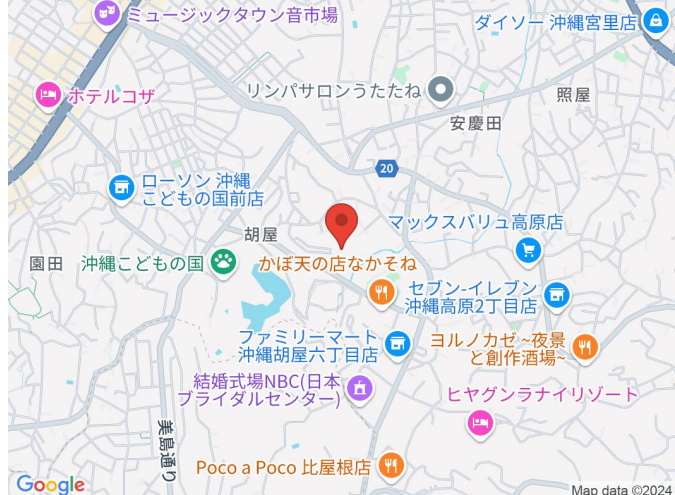 ミュージックタウン音市場
ダイソー 沖縄宮里店
ホテルコザ
リンパサロンうたたね
照屋
安慶田
20
ローソン 沖縄
こどもの国前店
胡屋
マックスバリュ高原店
園田
沖縄こどもの国
かぼ天の店なかそね
セブン-イレブン
沖縄高原2丁目店
ファミリーマート
沖縄胡屋六丁目店
ヨルノカゼ ~夜景
と創作酒場~
結婚式場NBC(日本
ブライダルセンター)
ヒヤグンラナイリゾート
美島通り
Poco a Poco 比屋根店
Google
Map data ©2024